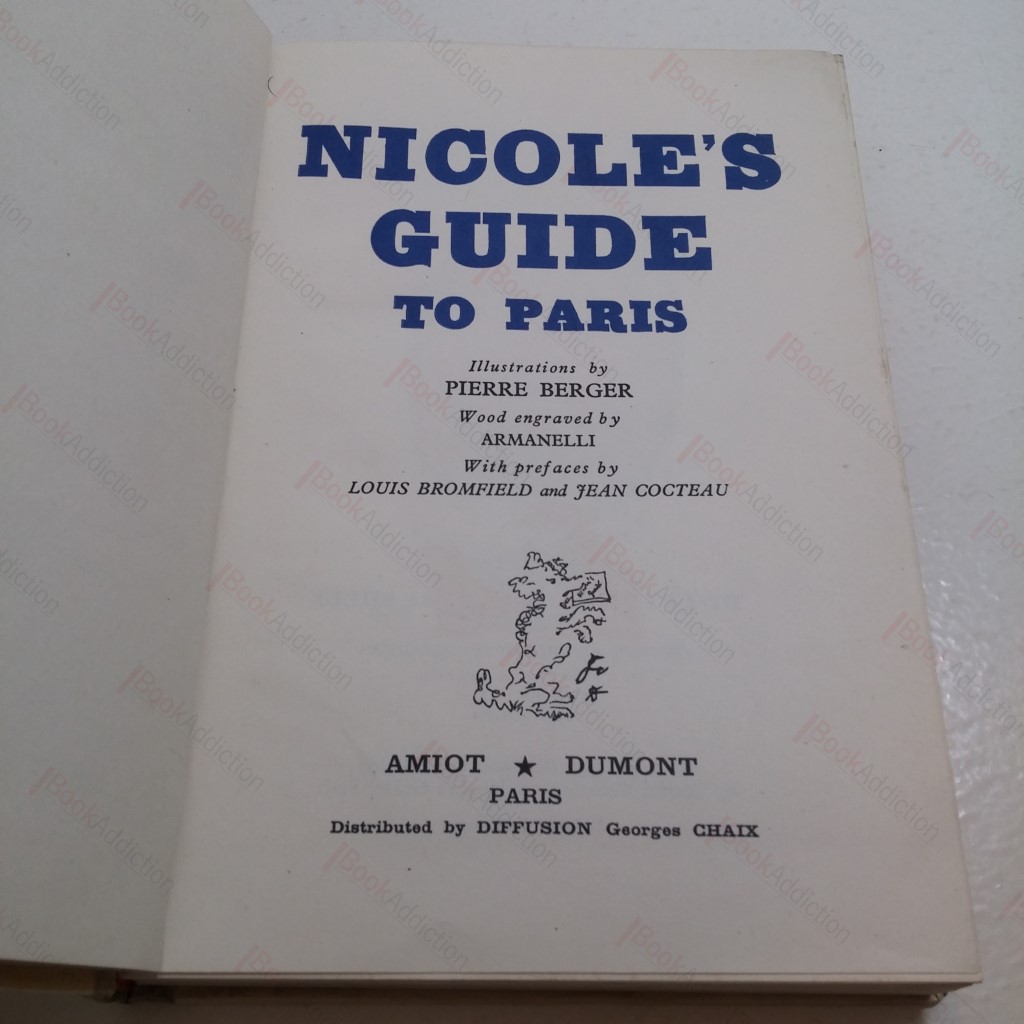 NICOLE'S
GUIDE
TO PARIS
Illustrations by
PIERRE BERGER
Wood engraved by
ARMANELLI
With prefaces by
LOUIS BROMFIELD and JEAN COCTEAU
AMIOT ★ DUMONT
PARIS
Distributed by DIFFUSION Georges CHAIX
BookAddiction